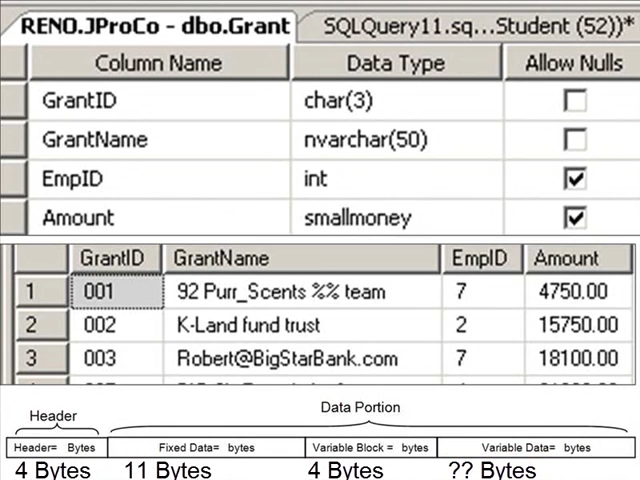 RENO.JProCo - dbo.Grant SQLQuery11.sq...Student (52))*
Column Name Data Type Allow Nulls
GrantID char(3)
GrantName nvarchar(50)
EmpID int
Amount smallmoney
GrantID GrantName EmpID Amount
1 001 92 Purr_Scents %% team 7 4750.00
2 002 K-Land fund trust 2 15750.00
3 003 Robert@BigStarBank.com 7 18100.00
Header Data Portion
Header= Bytes Fixed Data= bytes Variable Block = bytes Variable Data= bytes
4 Bytes 11 Bytes 4 Bytes ?? Bytes